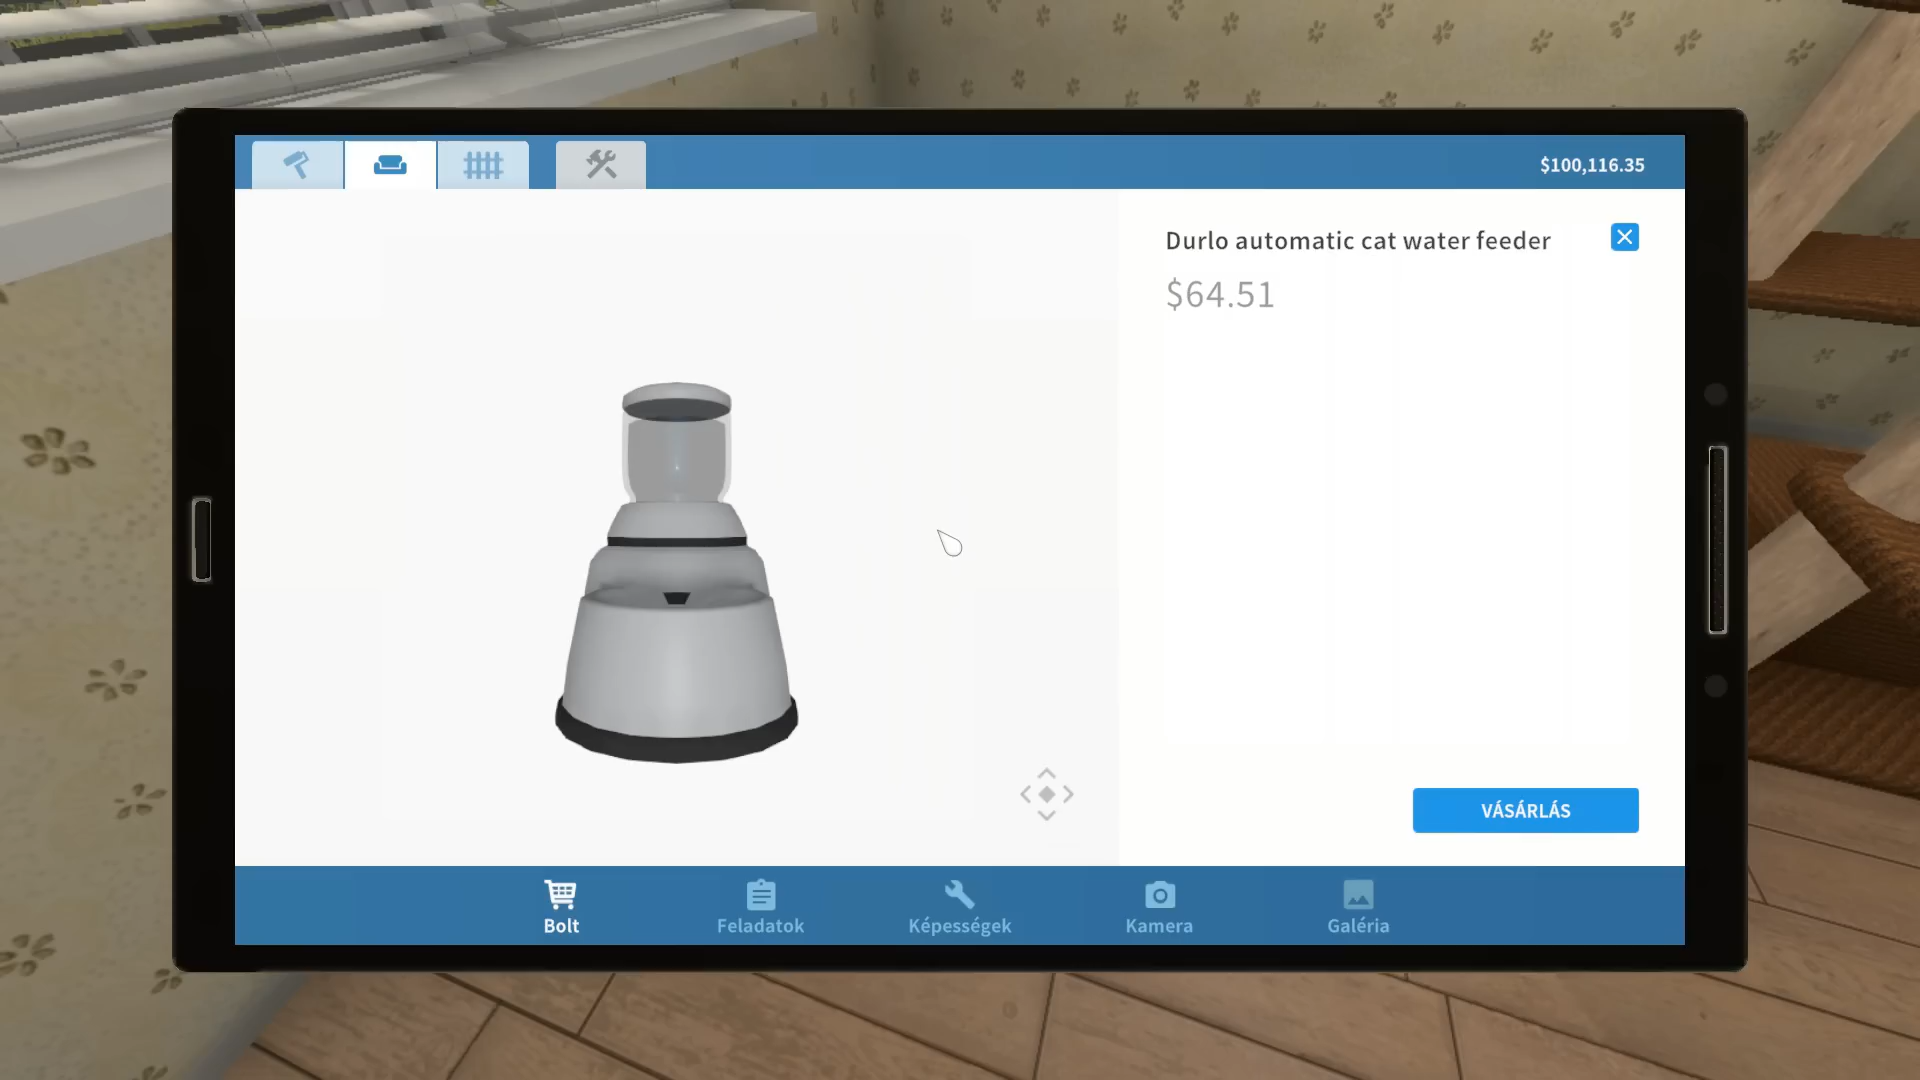 $100,116.35
Durlo automatic cat water feeder
$64.51
VÁSÁRLÁS
Bolt
Feladatok
Képességek
Kamera
Galéria